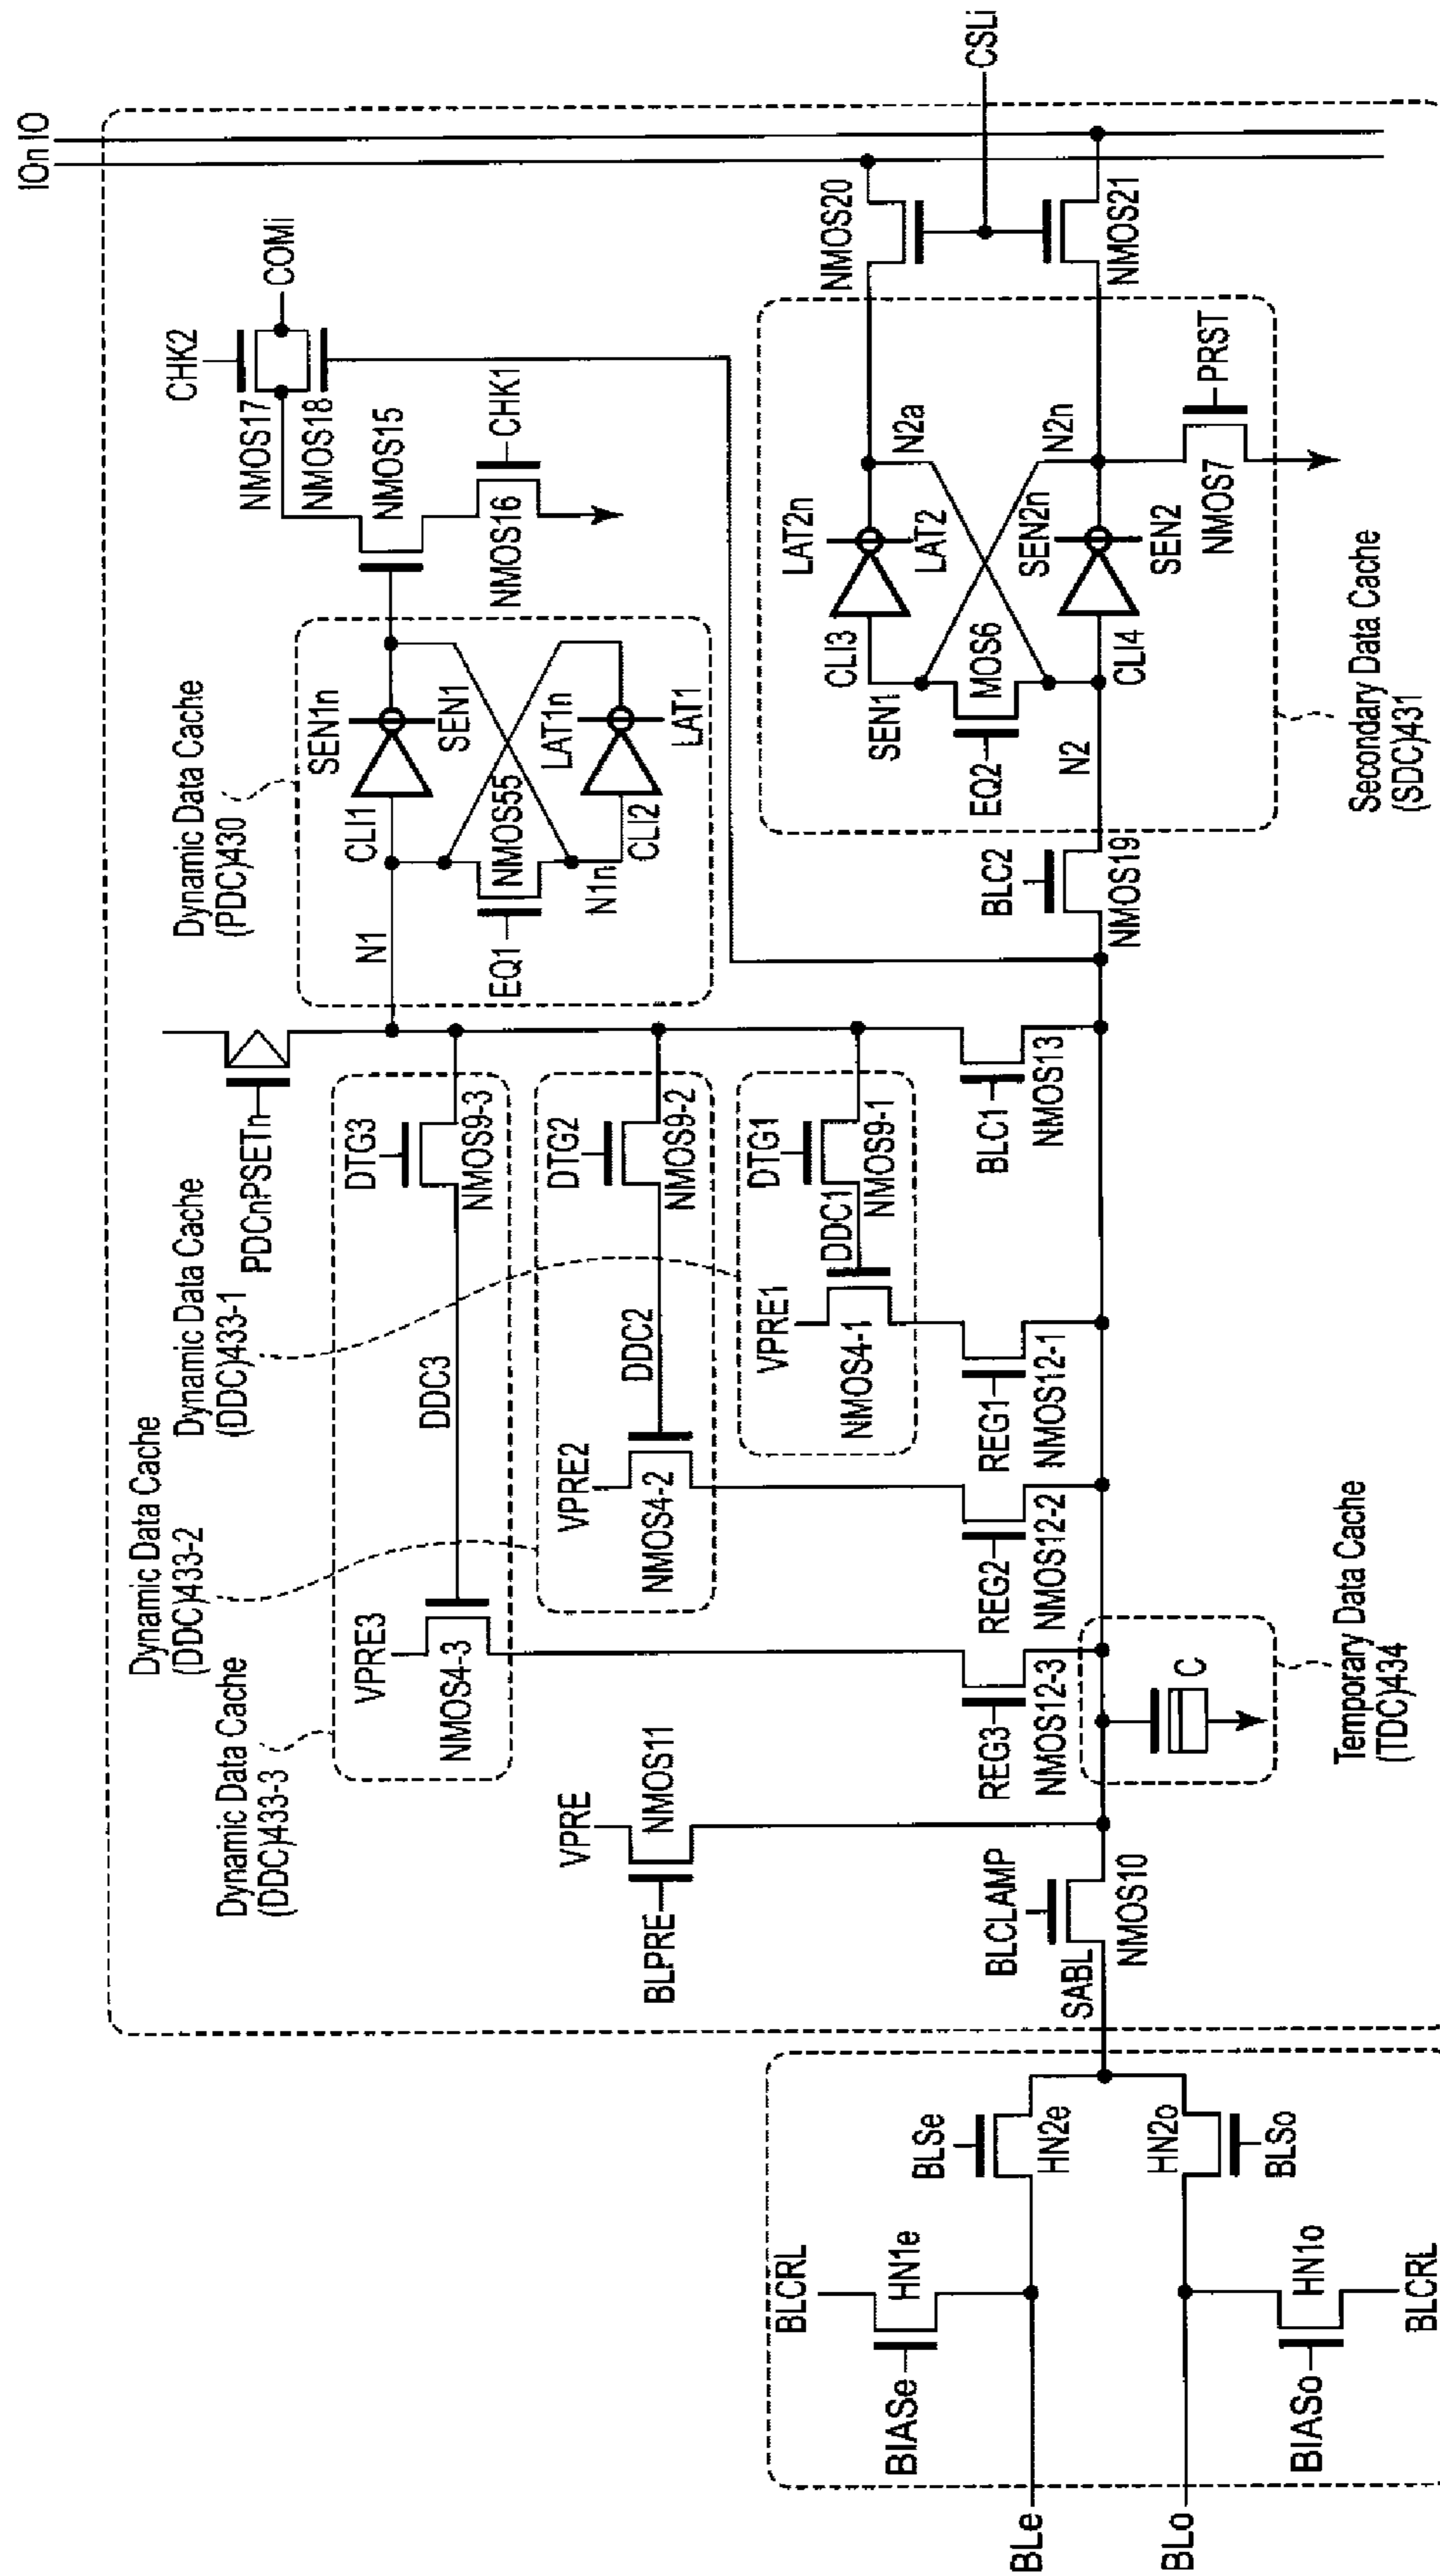 IOn IO
CSLi
COMi
CHK2
NMOS17
NMOS18
NMOS15
CHK1
NMOS16
NMOS20
NMOS21
Dynamic Data Cache
(PDC)430
SEN1n
SEN1
CLI1
LAT1n
LAT1
CLI2
NMOS55
N1
N1n
EQ1
LAT2n
LAT2
CLI3
N2a
N2n
SEN2n
SEN2
CLI4
SEN1
MOS6
EQ2
N2
PRST
NMOS7
Secondary Data Cache
(SDC)431
BLC2
NMOS19
PDCnPSETn
Dynamic Data Cache
(DDC)433-1
Dynamic Data Cache
(DDC)433-2
Dynamic Data Cache
(DDC)433-3
DTG3
NMOS9-3
DDC3
VPRE3
NMOS4-3
DTG2
NMOS9-2
DDC2
VPRE2
NMOS4-2
DTG1
NMOS9-1
DDC1
VPRE1
NMOS4-1
BLC1
NMOS13
REG1
NMOS12-1
REG2
NMOS12-2
REG3
NMOS12-3
C
Temporary Data Cache
(TDC)434
VPRE
NMOS11
BLPRE
BLCLAMP
NMOS10
SABL
BLSe
HN2e
HN2o
BLSo
BLCRL
HN1e
BIASe
HN1o
BIASo
BLCRL
BLe
BLo